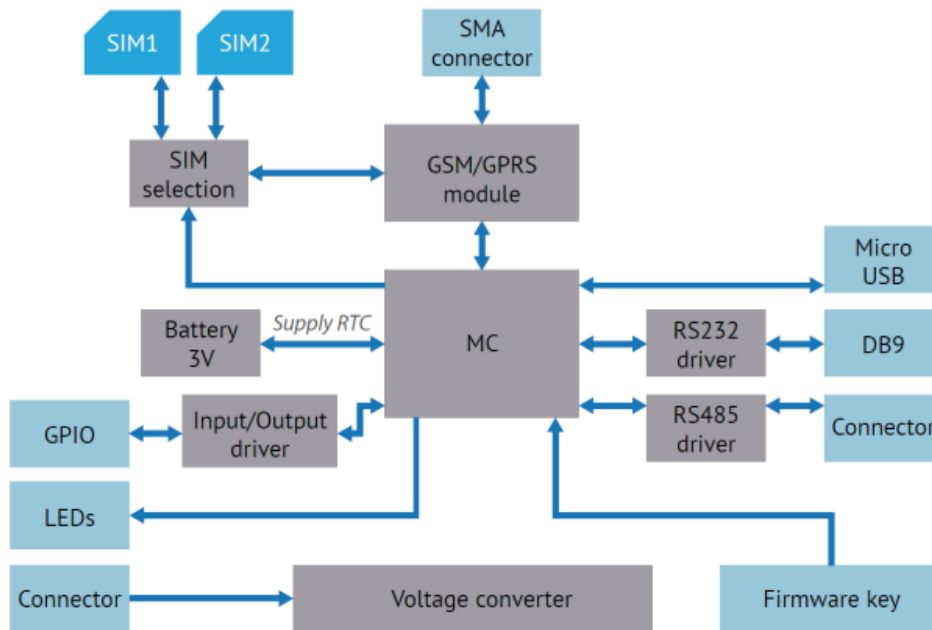 SIM1
SIM2
SMA
connector
SIM
selection
GSM/GPRS
module
Micro
USB
Battery
3V
Supply RTC
MC
RS232
driver
DB9
GPIO
Input/Output
driver
RS485
driver
Connector
LEDs
Connector
Voltage converter
Firmware key